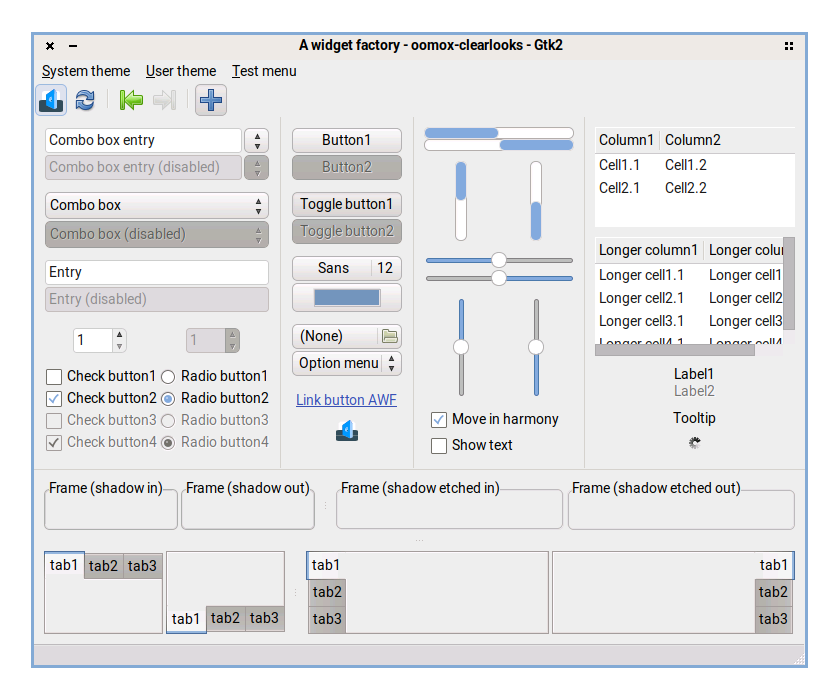 A widget factory - oomox-clearlooks - Gtk2
System theme User theme Test menu
Combo box entry
Combo box entry (disabled)
Combo box
Combo box (disabled)
Entry
Entry (disabled)
1 1
Check button1 Radio button1
Check button2 Radio button2
Check button3 Radio button3
Check button4 Radio button4
Button1
Button2
Toggle button1
Toggle button2
Sans 12
(None)
Option menu
Link button AWF
Move in harmony
Show text
Column1 Column2
Cell1.1 Cell1.2
Cell2.1 Cell2.2
Longer column1 Longer colu
Longer cell1.1 Longer cell1
Longer cell2.1 Longer cell2
Longer cell3.1 Longer cell3
Longer cell4.1 Longer cell4
Label1
Label2
Tooltip
Frame (shadow in) Frame (shadow out) Frame (shadow etched in) Frame (shadow etched out)
tab1 tab2 tab3
tab1 tab2 tab3
tab1
tab2
tab3
tab1
tab2
tab3